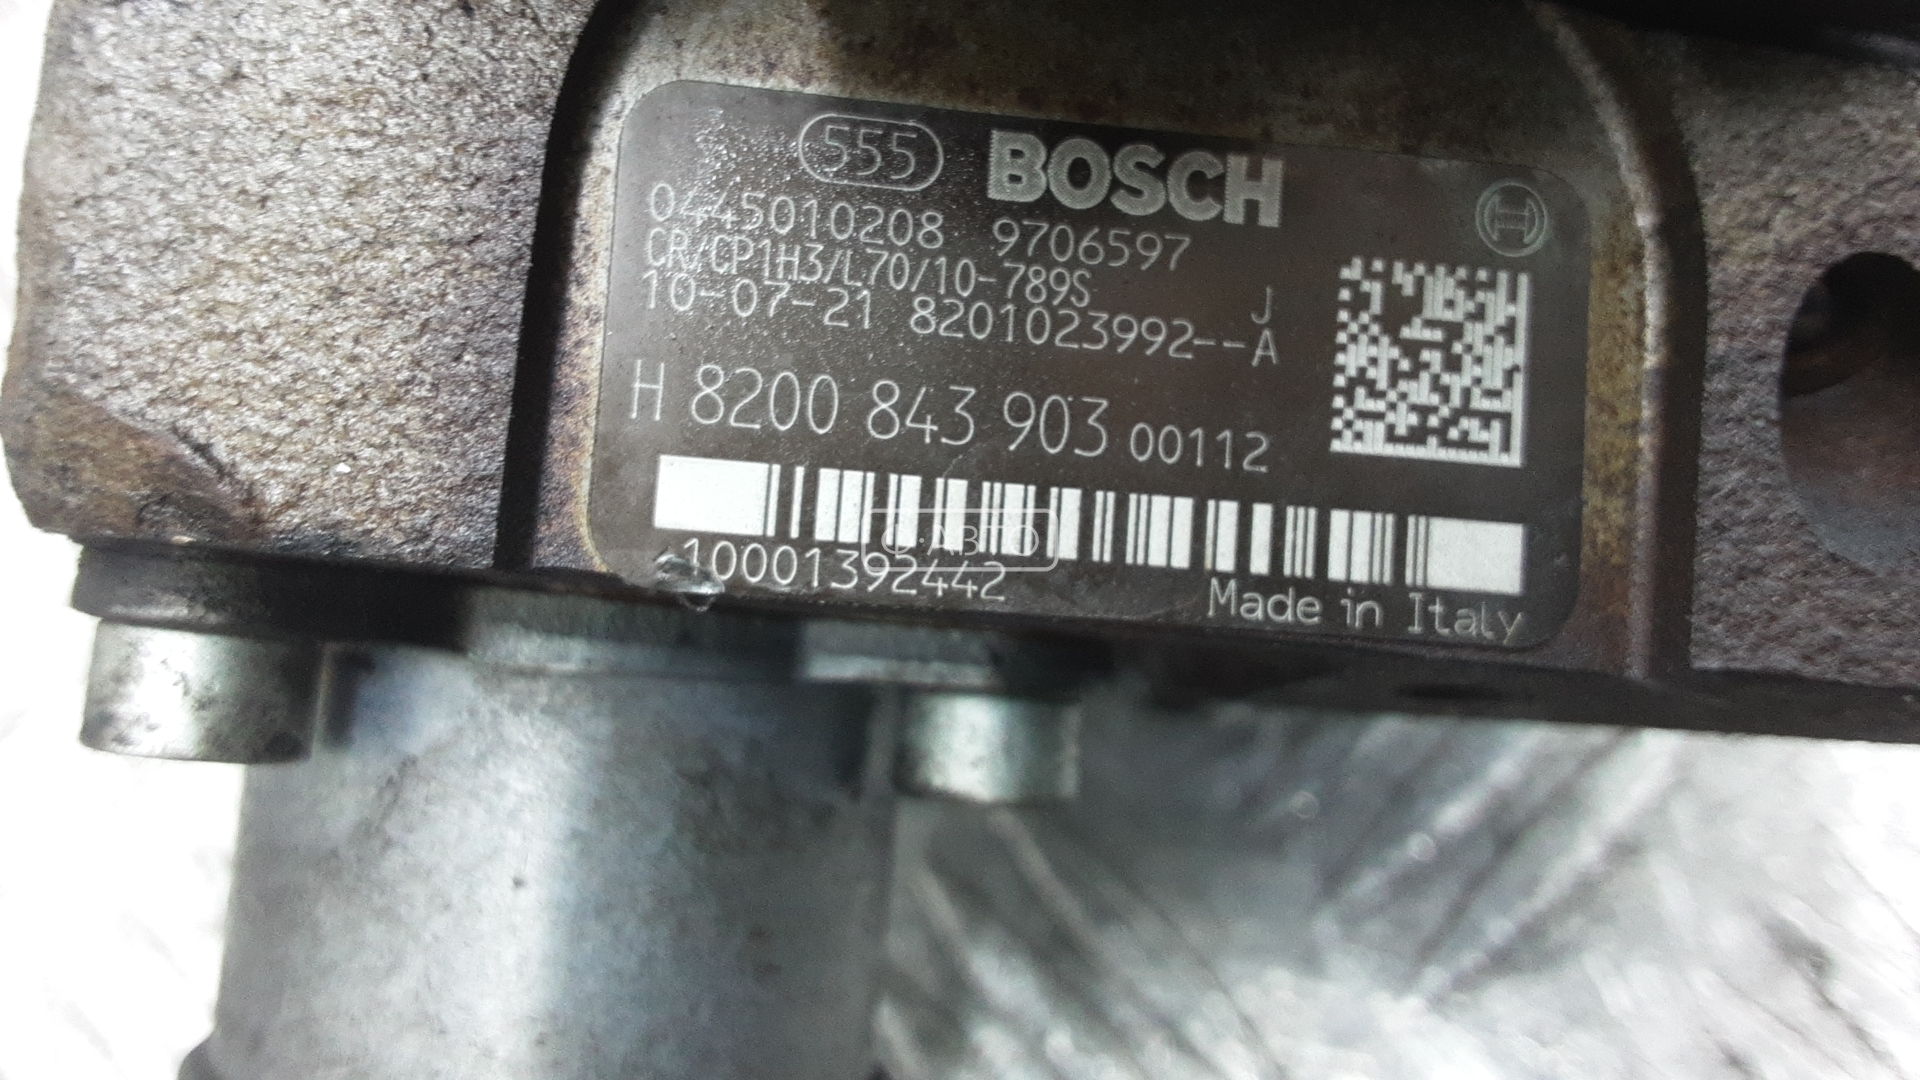 555 BOSCH
0445010208 9706597
CR/CP1H3/L70/10-789S J
10-07-21 8201023992--A
H 8200 843 903 00112
10001392442
Made in Italy
С·АВТО